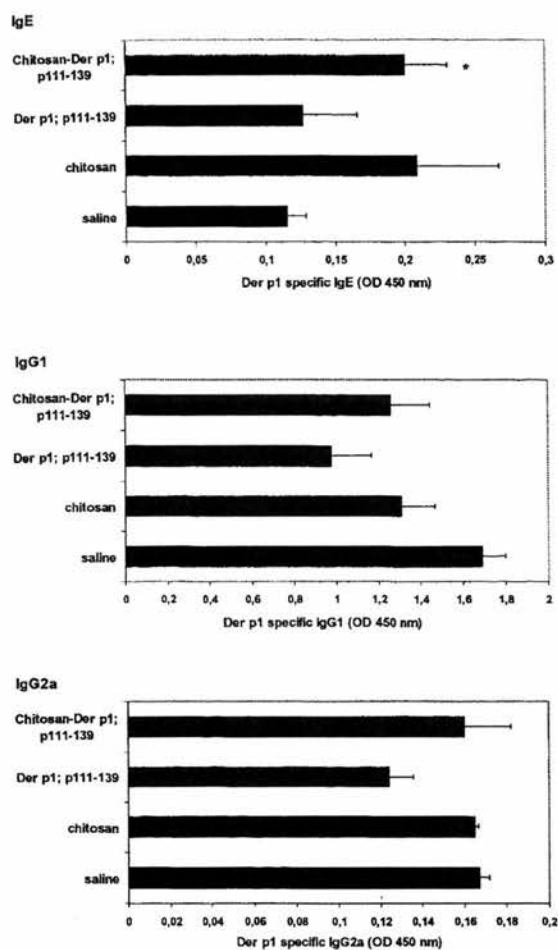 IgE
Chitosan-Der p1;
p111-139
*
Der p1; p111-139
chitosan
saline
0 0,05 0,1 0,15 0,2 0,25 0,3
Der p1 specific IgE (OD 450 nm)
IgG1
Chitosan-Der p1;
p111-139
Der p1; p111-139
chitosan
saline
0 0,2 0,4 0,6 0,8 1 1,2 1,4 1,6 1,8 2
Der p1 specific IgG1 (OD 450 nm)
IgG2a
Chitosan-Der p1;
p111-139
Der p1; p111-139
chitosan
saline
0 0,02 0,04 0,06 0,08 0,1 0,12 0,14 0,16 0,18 0,2
Der p1 specific IgG2a (OD 450 nm)